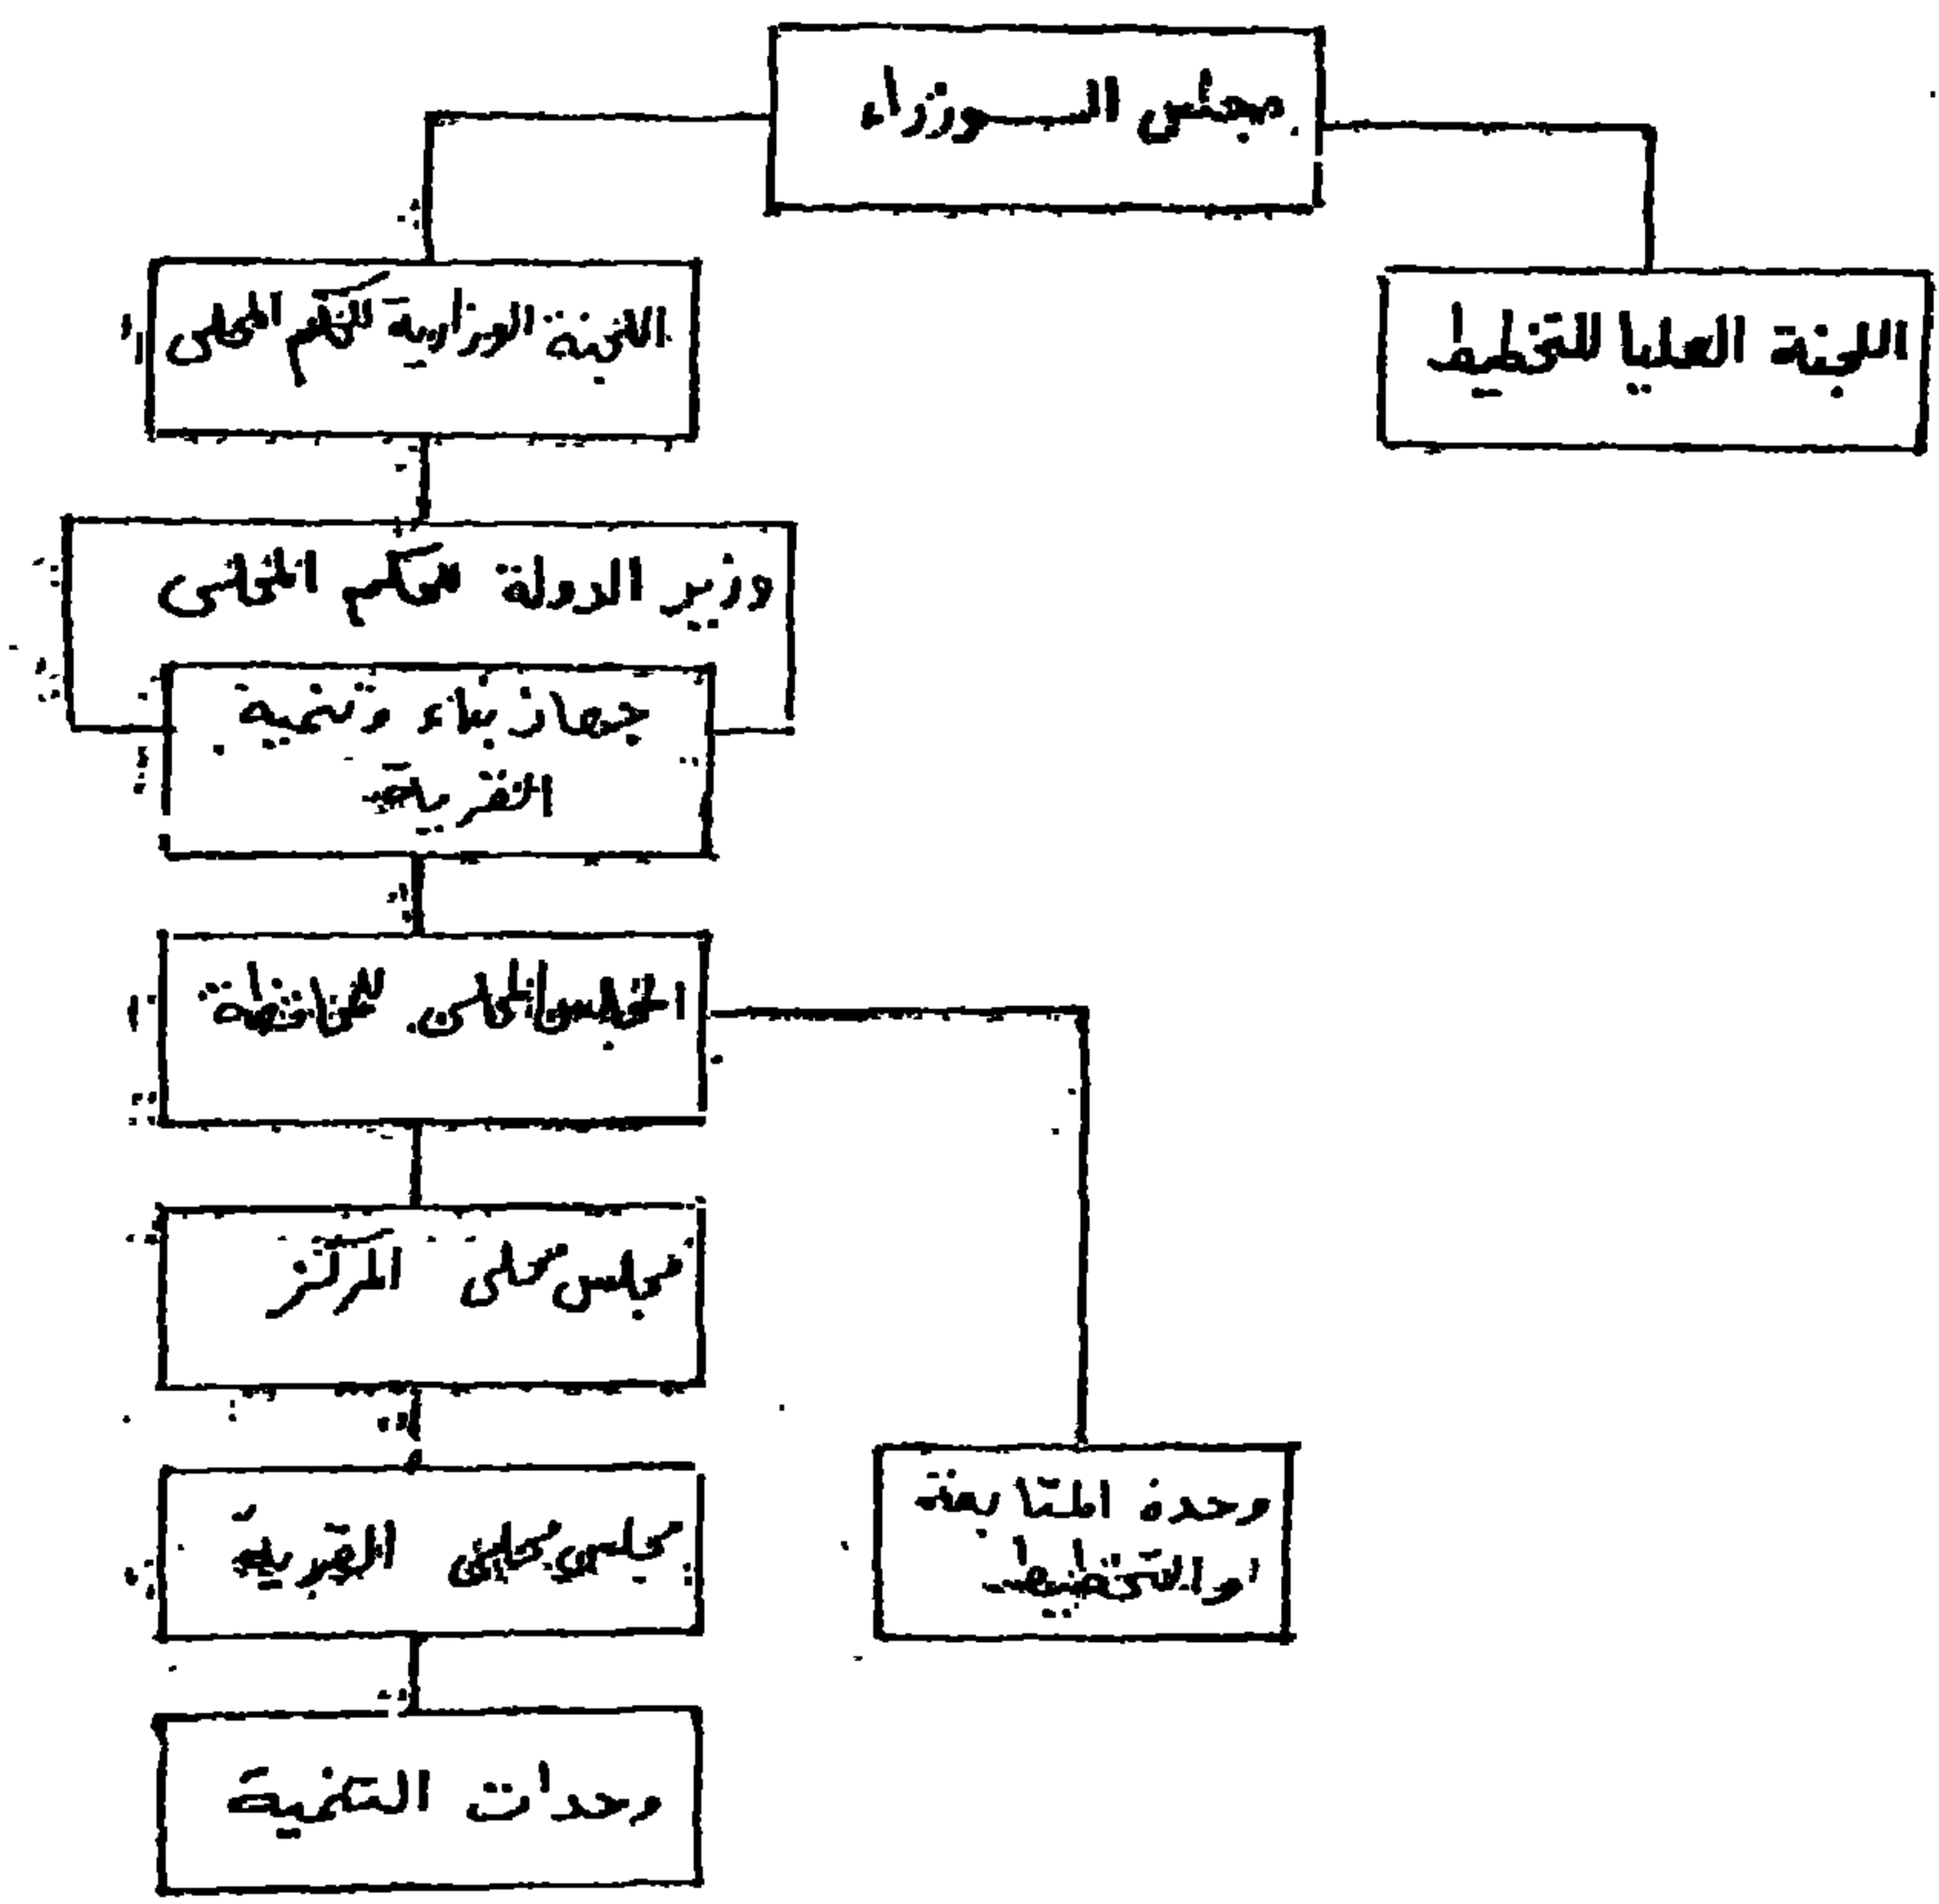 مجلس الوزراء
اللجنة العليا للتخطيط
اللجنة الوزارية للحكم المحلى
وزير الدولة للحكم المحلى
جهاز بناء وتنمية
القرية
المجلس المحلى للمحافظة
مجلس محلى المركز
مجلس محلى القرية
وحدة المتابعة
والتخطيط
وحدات التنمية